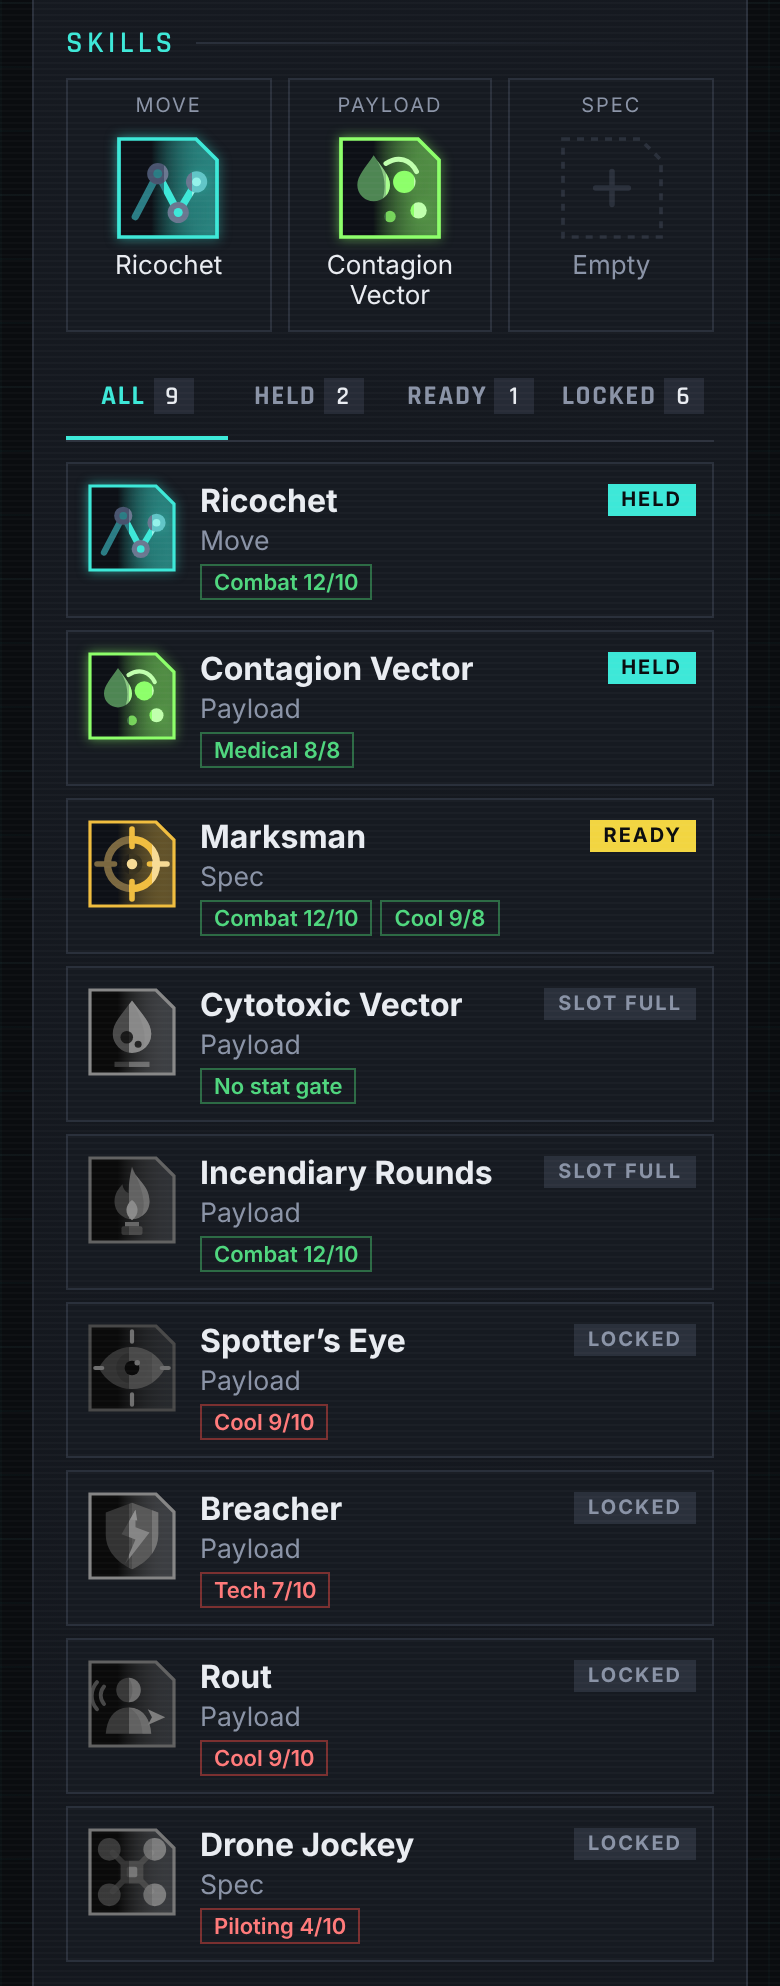 SKILLS
MOVE
Ricochet
PAYLOAD
Contagion
Vector
SPEC
Empty
ALL 9 HELD 2 READY 1 LOCKED 6
Ricochet HELD
Move
Combat 12/10
Contagion Vector HELD
Payload
Medical 8/8
Marksman READY
Spec
Combat 12/10 Cool 9/8
Cytotoxic Vector SLOT FULL
Payload
No stat gate
Incendiary Rounds SLOT FULL
Payload
Combat 12/10
Spotter’s Eye LOCKED
Payload
Cool 9/10
Breacher LOCKED
Payload
Tech 7/10
Rout LOCKED
Payload
Cool 9/10
Drone Jockey LOCKED
Spec
Piloting 4/10